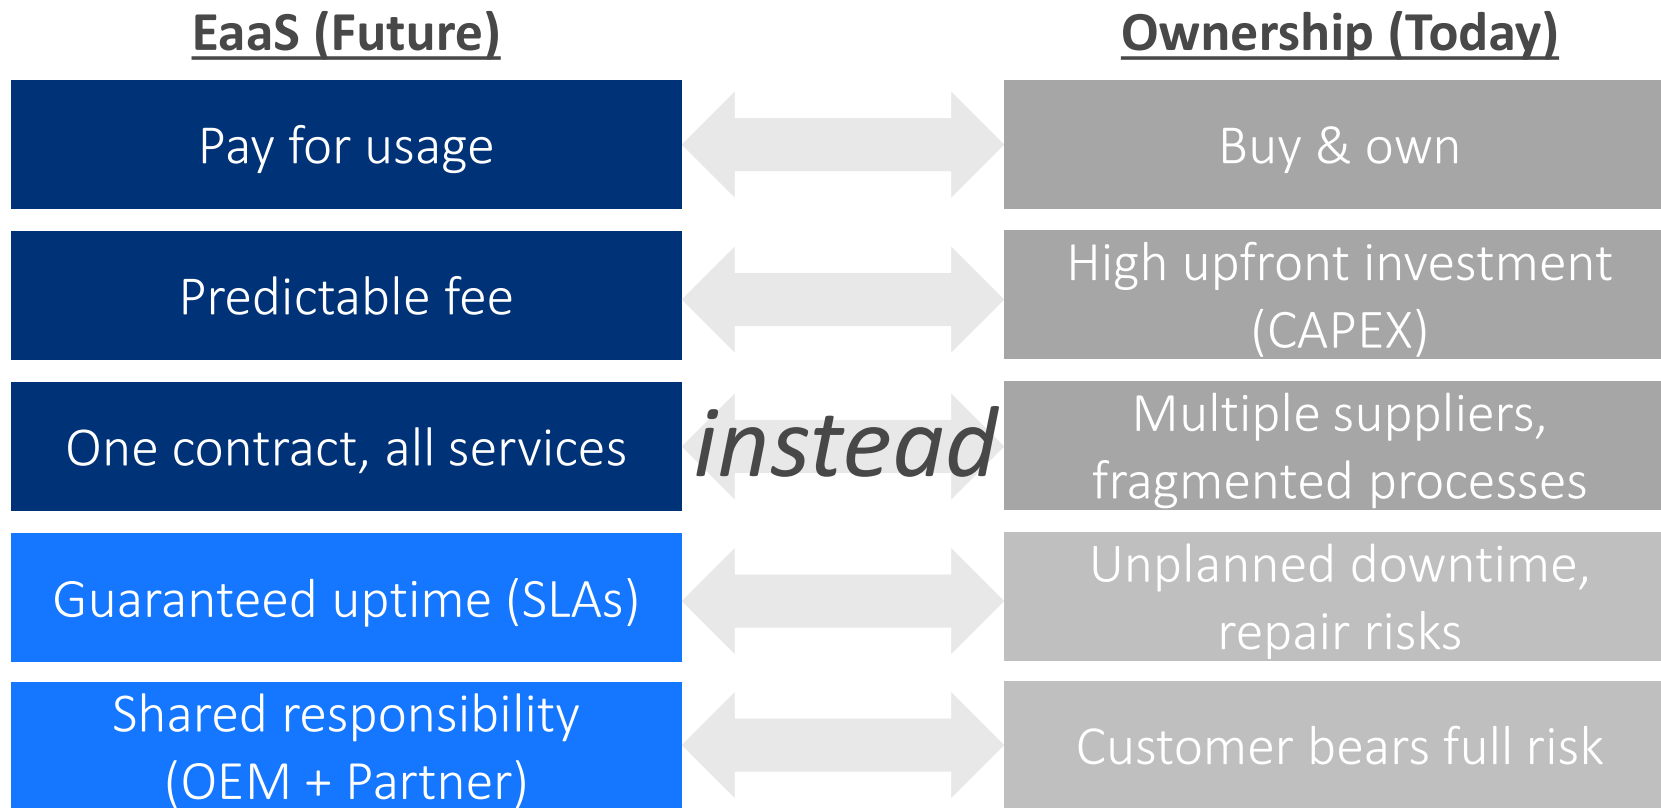 EaaS (Future)
Ownership (Today)
Pay for usage
Buy & own
Predictable fee
High upfront investment
(CAPEX)
One contract, all services
instead
Multiple suppliers,
fragmented processes
Guaranteed uptime (SLAs)
Unplanned downtime,
repair risks
Shared responsibility
(OEM + Partner)
Customer bears full risk